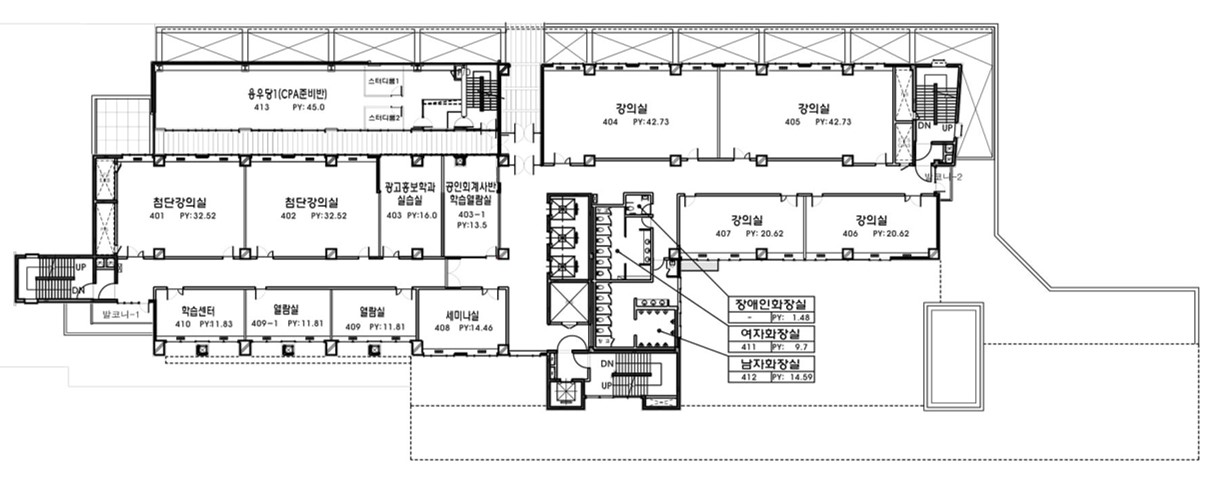 용우당1(CPA준비반)
413 PY:45.0
스터디룸1
스터디룸2
강의실
404 PY:42.73
강의실
405 PY:42.73
DN UP
발코니-2
첨단강의실
401 PY:32.52
첨단강의실
402 PY:32.52
광고홍보학과
실습실
403 PY:16.0
공인회계사반
학습열람실
403-1
PY:13.5
강의실
407 PY:20.62
강의실
406 PY:20.62
UP
DN
발코니-1
학습센터
410 PY:11.83
열람실
409-1 PY:11.81
열람실
409 PY:11.81
세미나실
408 PY:14.46
장애인화장실
- PY: 1.48
여자화장실
411 PY: 9.7
남자화장실
412 PY: 14.59
DN
UP